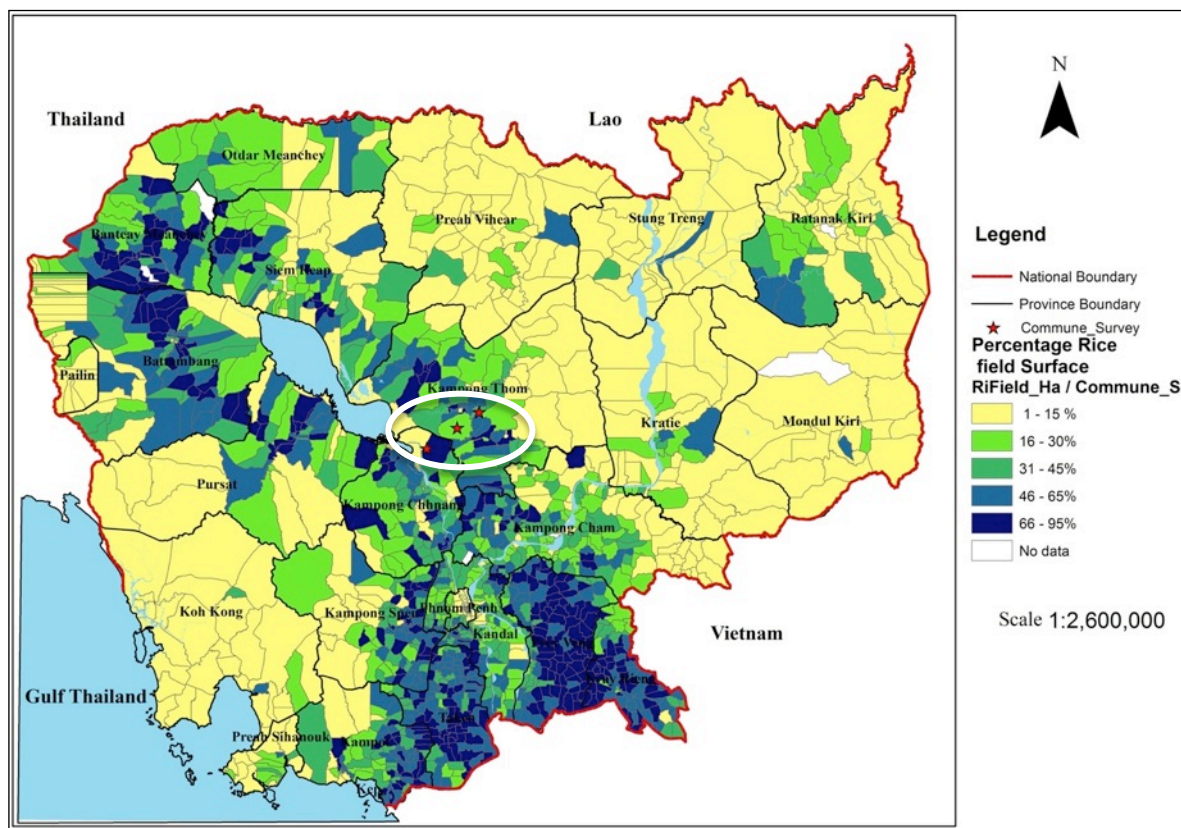 Thailand
Lao
N
Otdar Meanchey
Preah Vihear
Stung Treng
Ratanak Kiri
Siem Reap
Battambang
Pailin
Kampong Thom
Kratie
Mondul Kiri
Pursat
Kampong Chhnang
Kampong Cham
Koh Kong
Kampong Speu
Phnum Penh
Kandal
Vietnam
Gulf Thailand
Preah Sihanouk
Legend
National Boundary
Province Boundary
Commune_Survey
Percentage Rice
field Surface
RiField_Ha / Commune_S
1 - 15 %
16 - 30%
31 - 45%
46 - 65%
66 - 95%
No data
Scale 1:2,600,000